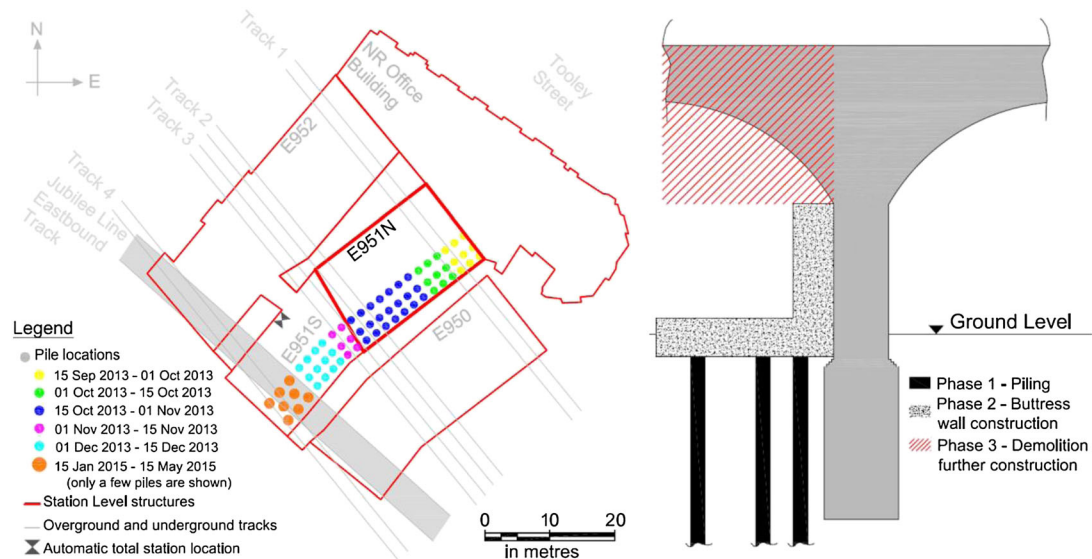 N
E
Track 1
Track 2
Track 3
Track 4
Jubilee Line
Eastbound
Track
NR Office
Building
Tooley
Street
E952
E951N
E951S
E950
Legend
Pile locations
15 Sep 2013 - 01 Oct 2013
01 Oct 2013 - 15 Oct 2013
15 Oct 2013 - 01 Nov 2013
01 Nov 2013 - 15 Nov 2013
01 Dec 2013 - 15 Dec 2013
15 Jan 2015 - 15 May 2015
(only a few piles are shown)
Station Level structures
Overground and underground tracks
Automatic total station location
0 10 20
in metres
Ground Level
Phase 1 - Piling
Phase 2 - Buttress
wall construction
Phase 3 - Demolition
further construction